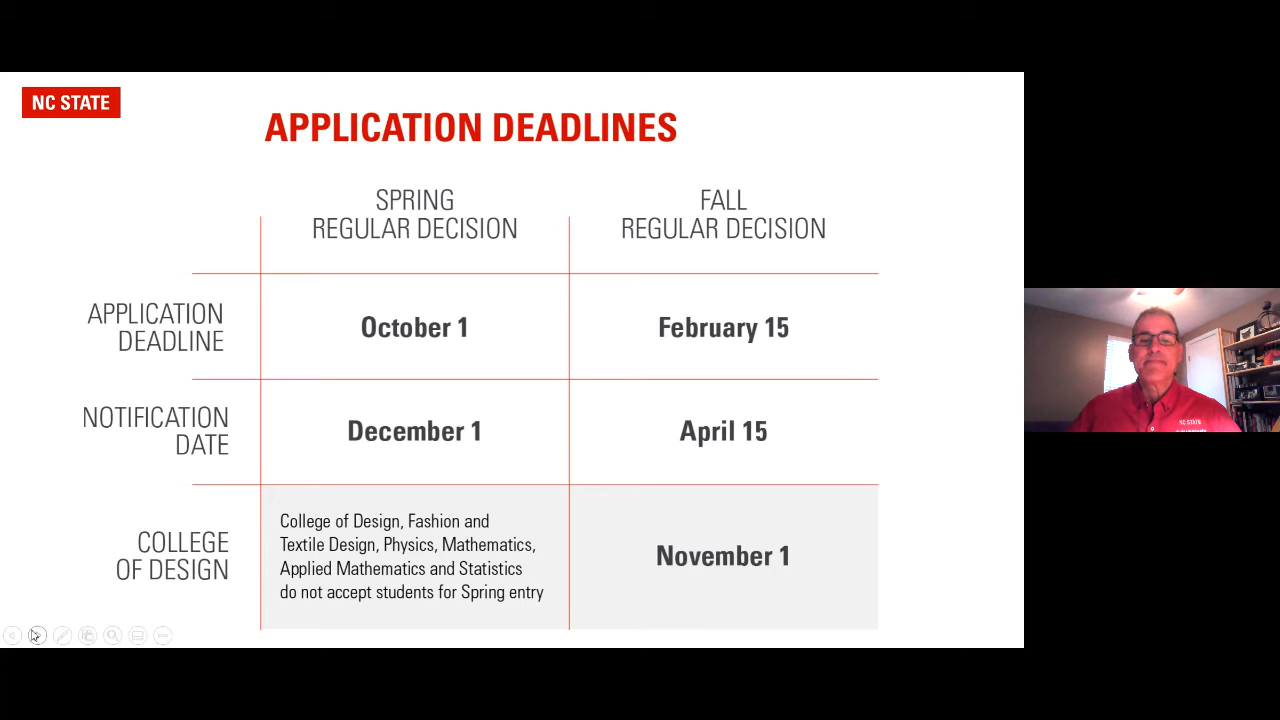 NC STATE
APPLICATION DEADLINES
SPRING
REGULAR DECISION
FALL
REGULAR DECISION
APPLICATION
DEADLINE
October 1
February 15
NOTIFICATION
DATE
December 1
April 15
COLLEGE
OF DESIGN
College of Design, Fashion and
Textile Design, Physics, Mathematics,
Applied Mathematics and Statistics
do not accept students for Spring entry
November 1
NC STATE